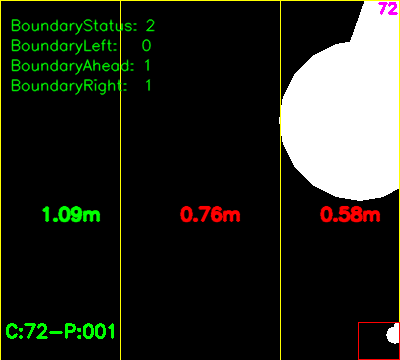 72
BoundaryStatus: 2
BoundaryLeft: 0
BoundaryAhead: 1
BoundaryRight: 1
1.09m 0.76m 0.58m
C:72-P:001